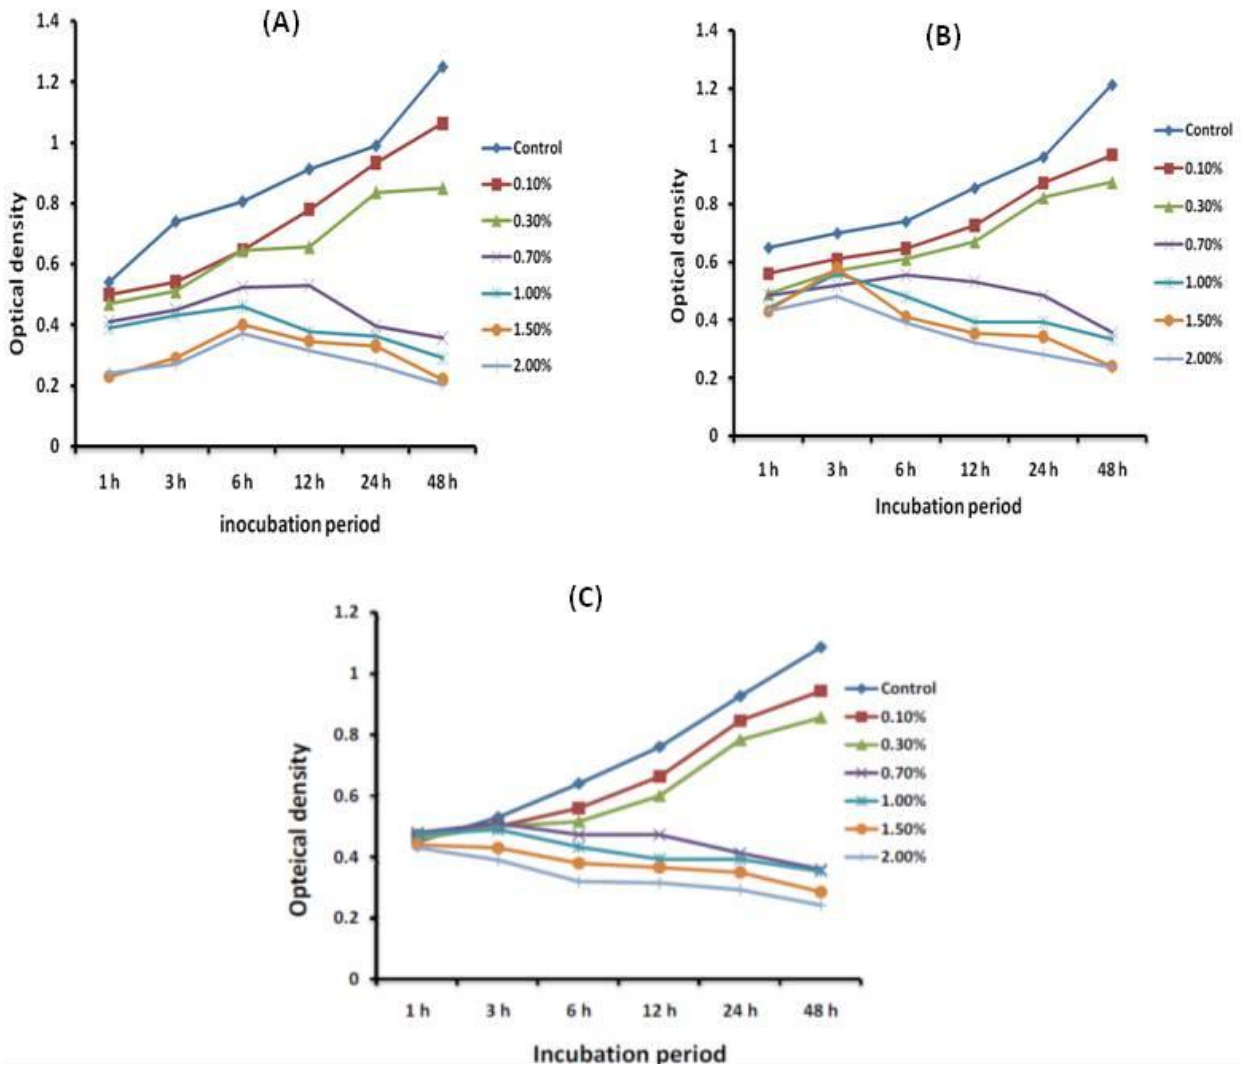 (A)
1.4
1.2
1
0.8
0.6
0.4
0.2
0
Optical density
1 h 3 h 6 h 12 h 24 h 48 h
inocubation period
Control
0.10%
0.30%
0.70%
1.00%
1.50%
2.00%
(B)
1.4
1.2
1
0.8
0.6
0.4
0.2
0
Optical density
1 h 3 h 6 h 12 h 24 h 48 h
Incubation period
Control
0.10%
0.30%
0.70%
1.00%
1.50%
2.00%
(C)
1.2
1
0.8
0.6
0.4
0.2
0
Opteical density
1 h 3 h 6 h 12 h 24 h 48 h
Incubation period
Control
0.10%
0.30%
0.70%
1.00%
1.50%
2.00%